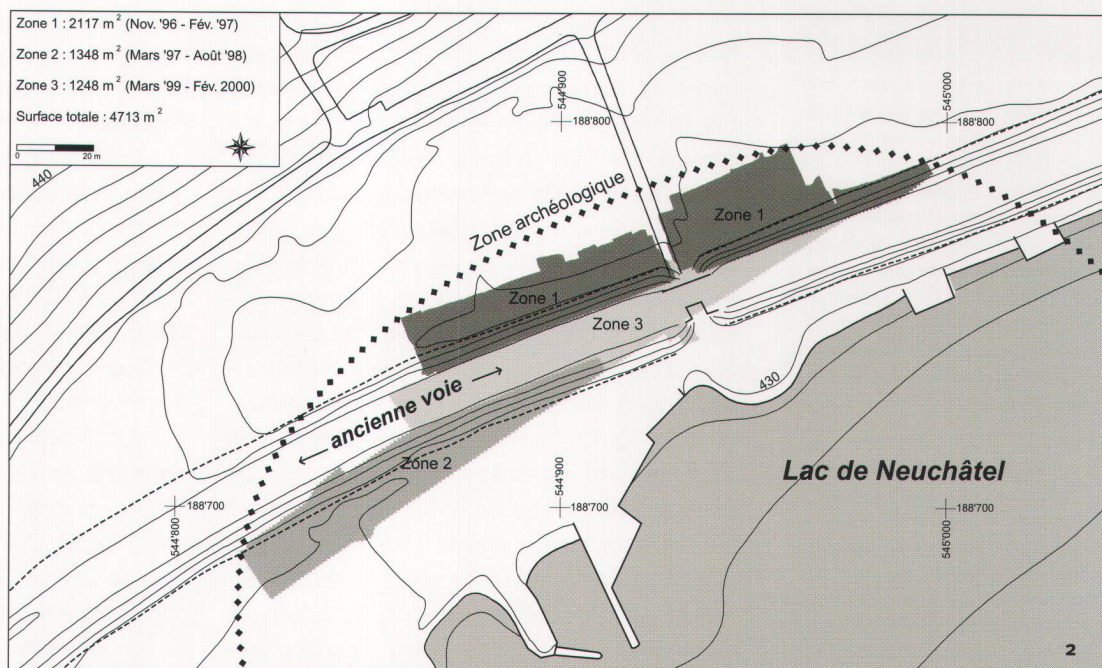 Zone 1 : 2117 m² (Nov. '96 - Fév. '97)
Zone 2 : 1348 m² (Mars '97 - Août '98)
Zone 3 : 1248 m² (Mars '99 - Fév. 2000)
Surface totale : 4713 m²
0 20 m
440
544'900
188'800
545'000
188'800
Zone archéologique
Zone 1
Zone 1
Zone 3
430
← ancienne voie →
Zone 2
Lac de Neuchâtel
544'800
188'700
544'900
188'700
545'000
188'700
2